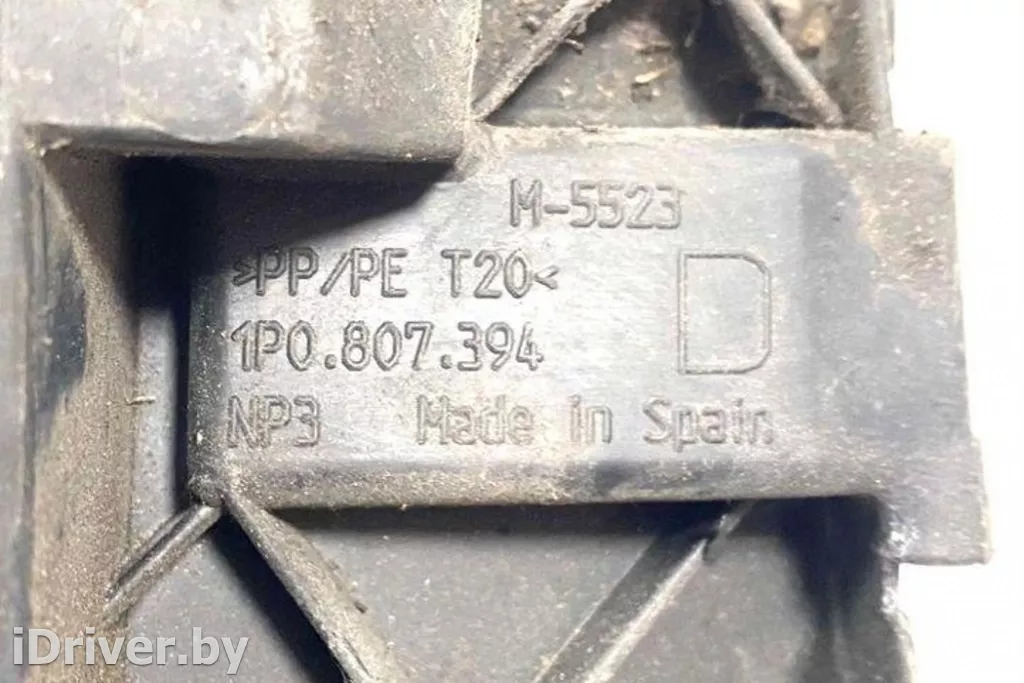 M-5523
>PP/PE T20<
1P0.807.394
D
NP3 Made in Spain
iDriver.by